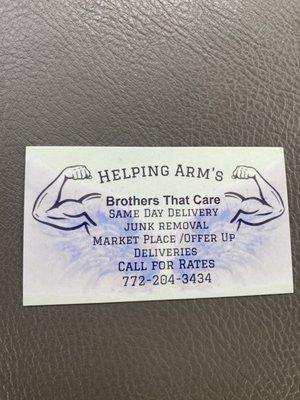 Helping Arm's
Brothers That Care
Same Day Delivery
junk removal
Market Place /Offer Up
Deliveries
Call for Rates
772-204-3434